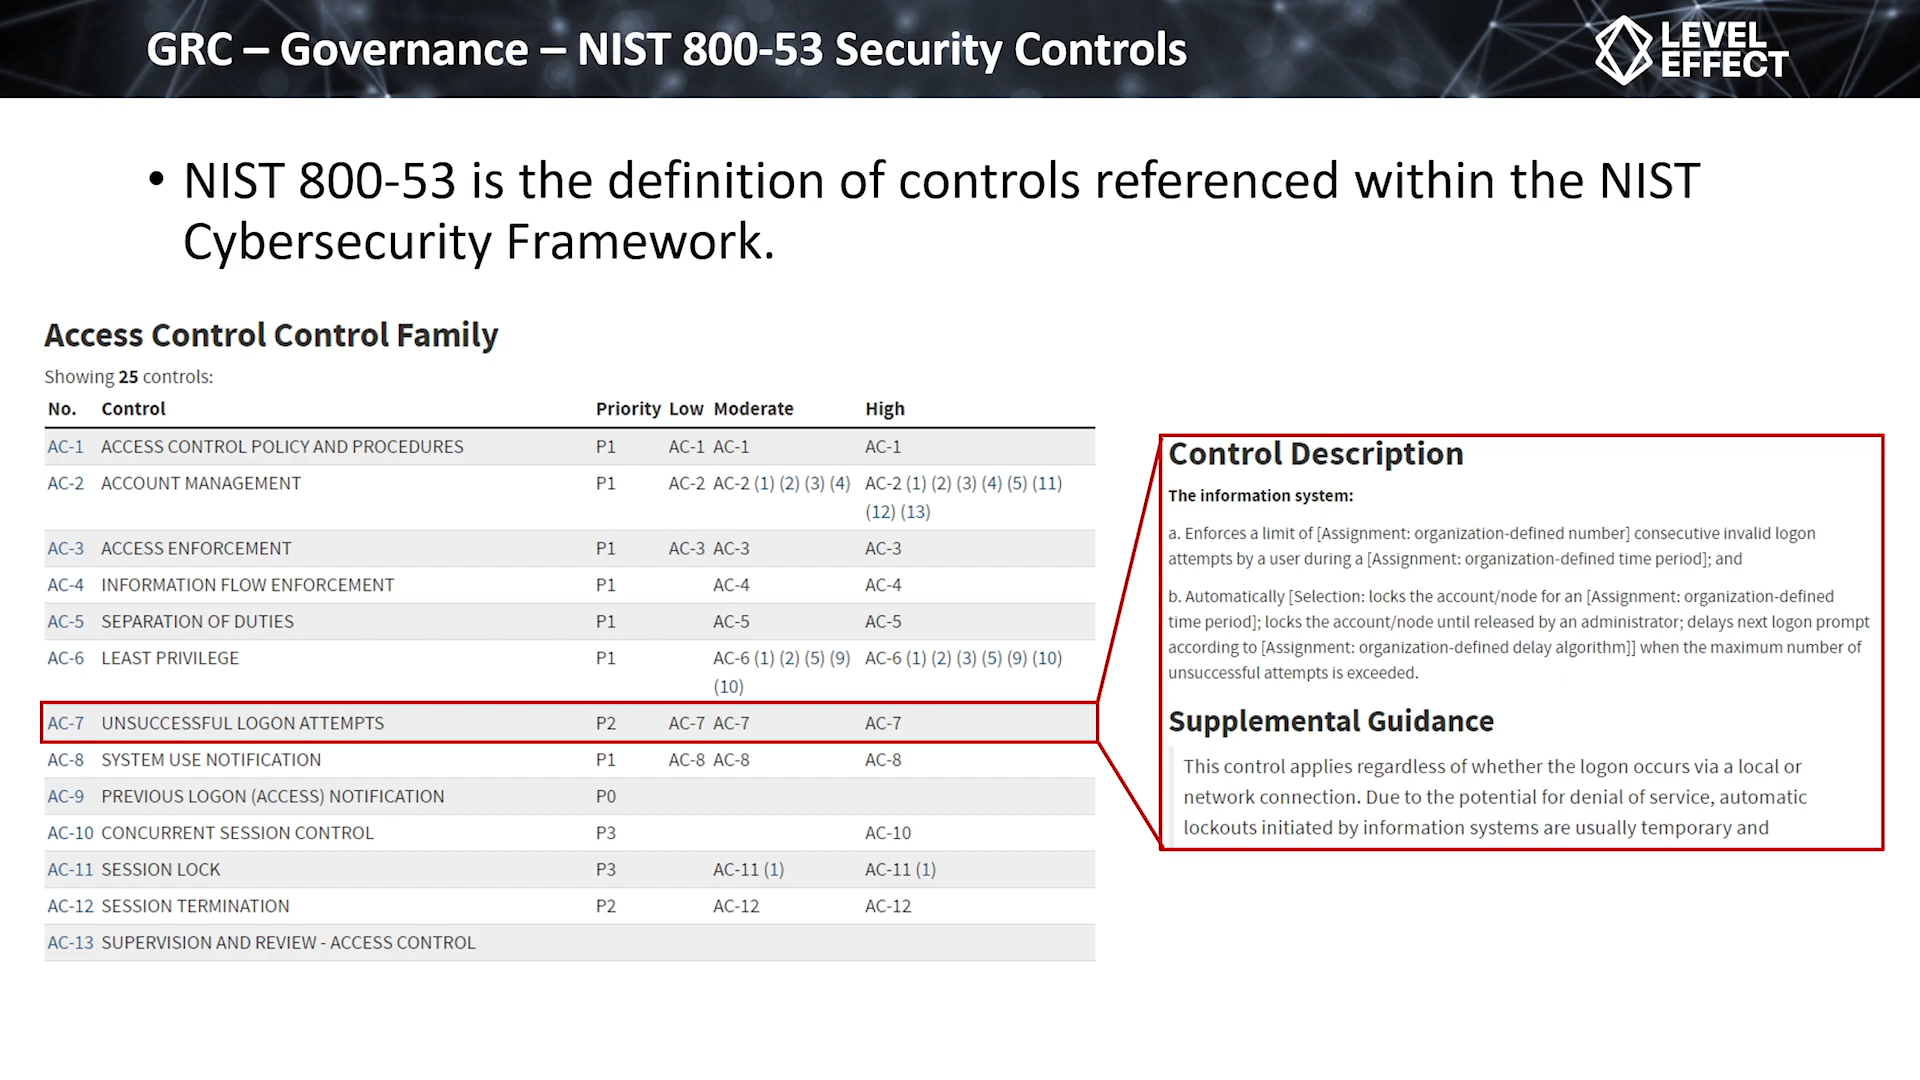 GRC – Governance – NIST 800-53 Security Controls
LEVEL
EFFECT
• NIST 800-53 is the definition of controls referenced within the NIST
Cybersecurity Framework.
Access Control Control Family
Showing 25 controls:
No. Control Priority Low Moderate High
AC-1 ACCESS CONTROL POLICY AND PROCEDURES P1 AC-1 AC-1 AC-1
AC-2 ACCOUNT MANAGEMENT P1 AC-2 AC-2 (1) (2) (3) (4) AC-2 (1) (2) (3) (4) (5) (11)
(12) (13)
AC-3 ACCESS ENFORCEMENT P1 AC-3 AC-3 AC-3
AC-4 INFORMATION FLOW ENFORCEMENT P1 AC-4 AC-4
AC-5 SEPARATION OF DUTIES P1 AC-5 AC-5
AC-6 LEAST PRIVILEGE P1 AC-6 (1) (2) (5) (9) AC-6 (1) (2) (3) (5) (9) (10)
(10)
AC-7 UNSUCCESSFUL LOGON ATTEMPTS P2 AC-7 AC-7 AC-7
AC-8 SYSTEM USE NOTIFICATION P1 AC-8 AC-8 AC-8
AC-9 PREVIOUS LOGON (ACCESS) NOTIFICATION P0
AC-10 CONCURRENT SESSION CONTROL P3 AC-10
AC-11 SESSION LOCK P3 AC-11 (1) AC-11 (1)
AC-12 SESSION TERMINATION P2 AC-12 AC-12
AC-13 SUPERVISION AND REVIEW - ACCESS CONTROL
Control Description
The information system:
a. Enforces a limit of [Assignment: organization-defined number] consecutive invalid logon
attempts by a user during a [Assignment: organization-defined time period]; and
b. Automatically [Selection: locks the account/node for an [Assignment: organization-defined
time period]; locks the account/node until released by an administrator; delays next logon prompt
according to [Assignment: organization-defined delay algorithm]] when the maximum number of
unsuccessful attempts is exceeded.
Supplemental Guidance
This control applies regardless of whether the logon occurs via a local or
network connection. Due to the potential for denial of service, automatic
lockouts initiated by information systems are usually temporary and